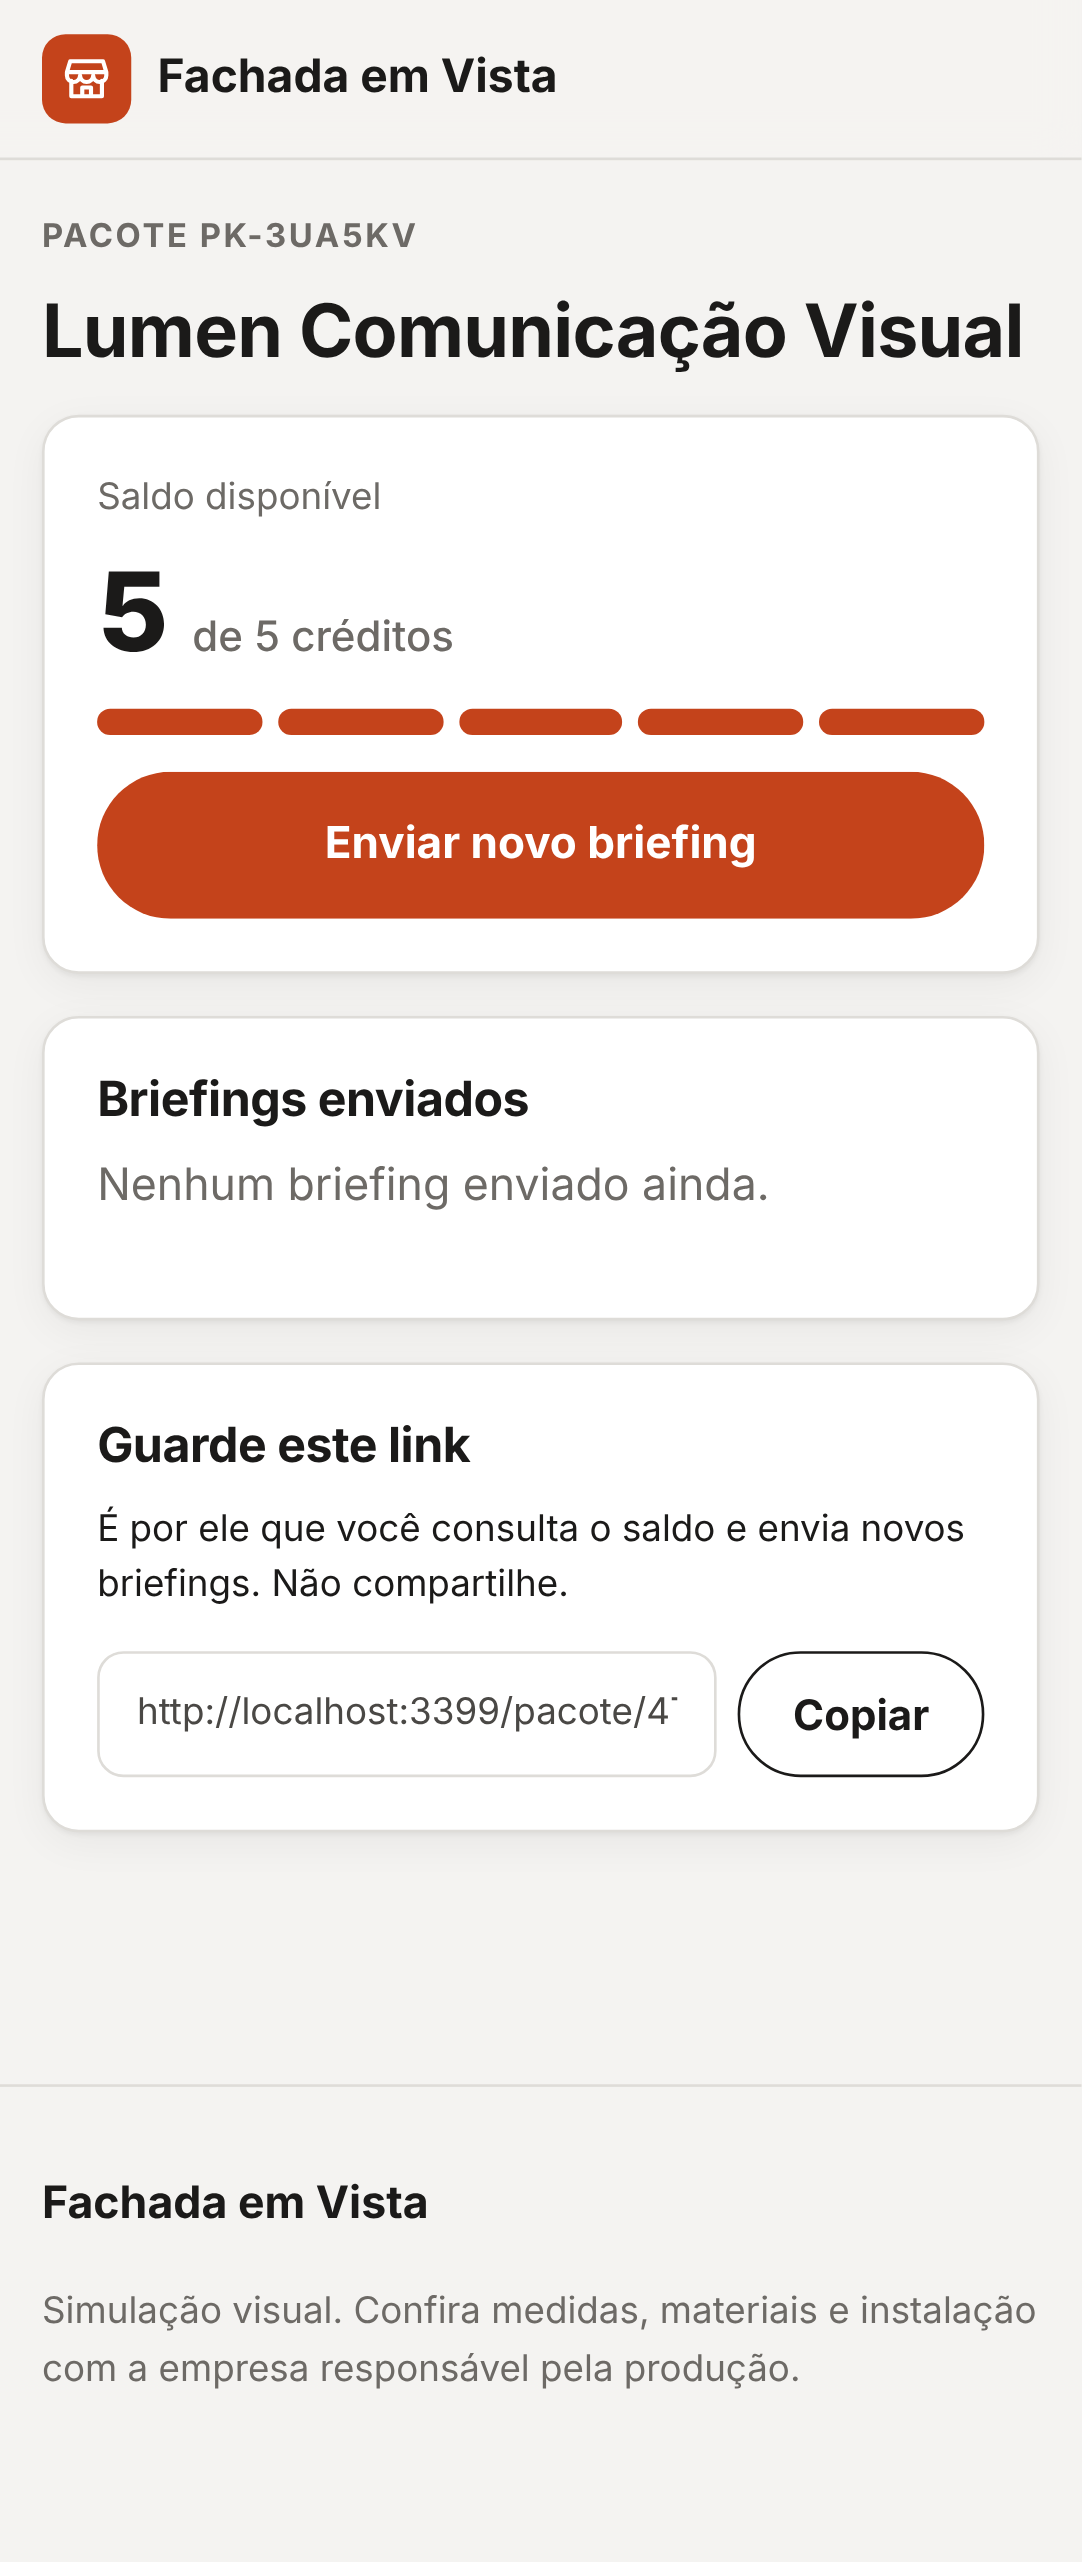 Fachada em Vista
PACOTE PK-3UA5KV
Lumen Comunicação Visual
Saldo disponível
5 de 5 créditos
Enviar novo briefing
Briefings enviados
Nenhum briefing enviado ainda.
Guarde este link
É por ele que você consulta o saldo e envia novos
briefings. Não compartilhe.
http://localhost:3399/pacote/4
Copiar
Fachada em Vista
Simulação visual. Confira medidas, materiais e instalação
com a empresa responsável pela produção.